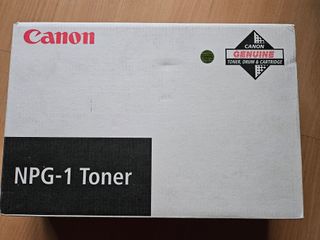 Canon
CANON
GENUINE
TONER, DRUM & CARTRIDGE
NPG-1 Toner